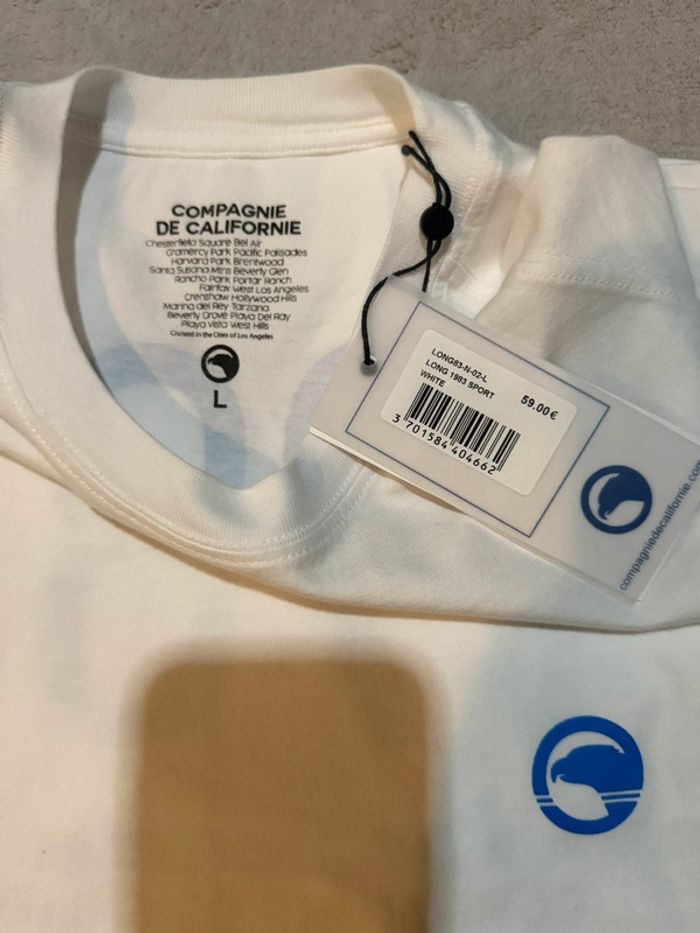 COMPAGNIE
DE CALIFORNIE
Chesterfield Square Bel Air
Gramercy Park Pacific Palisades
Harvard Park Brentwood
Santa Susana Mtns Beverly Glen
Rancho Park Portar Ranch
Fairfax West Los Angeles
Crenshaw Hollywood Hills
Marina del Rey Tarzana
Beverly Grove Playa Del Ray
Playa Vista West Hills
Cruised in the Cities of Los Angeles
L
LONG83-N-02-L
LONG 1983 SPORT
WHITE
59.00 €
3 701584 404662
compagniedecalifornie.com